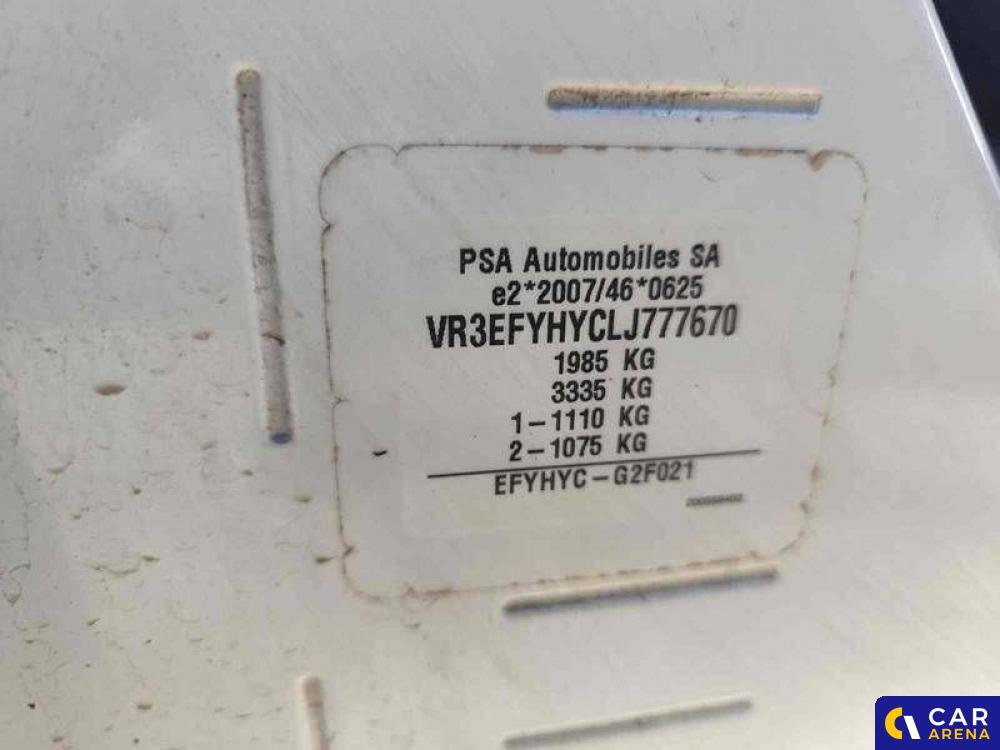 PSA Automobiles SA
e2*2007/46*0625
VR3EFYHYCLJ777670
1985 KG
3335 KG
1-1110 KG
2-1075 KG
EFYHYC-G2F021
CAR
ARENA